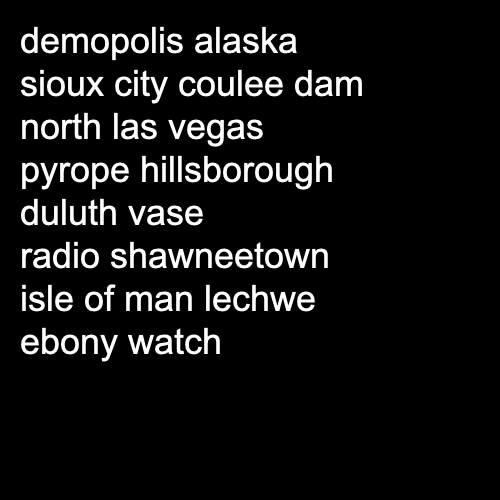 demopolis alaska
sioux city coulee dam
north las vegas
pyrope hillsborough
duluth vase
radio shawneetown
isle of man lechwe
ebony watch